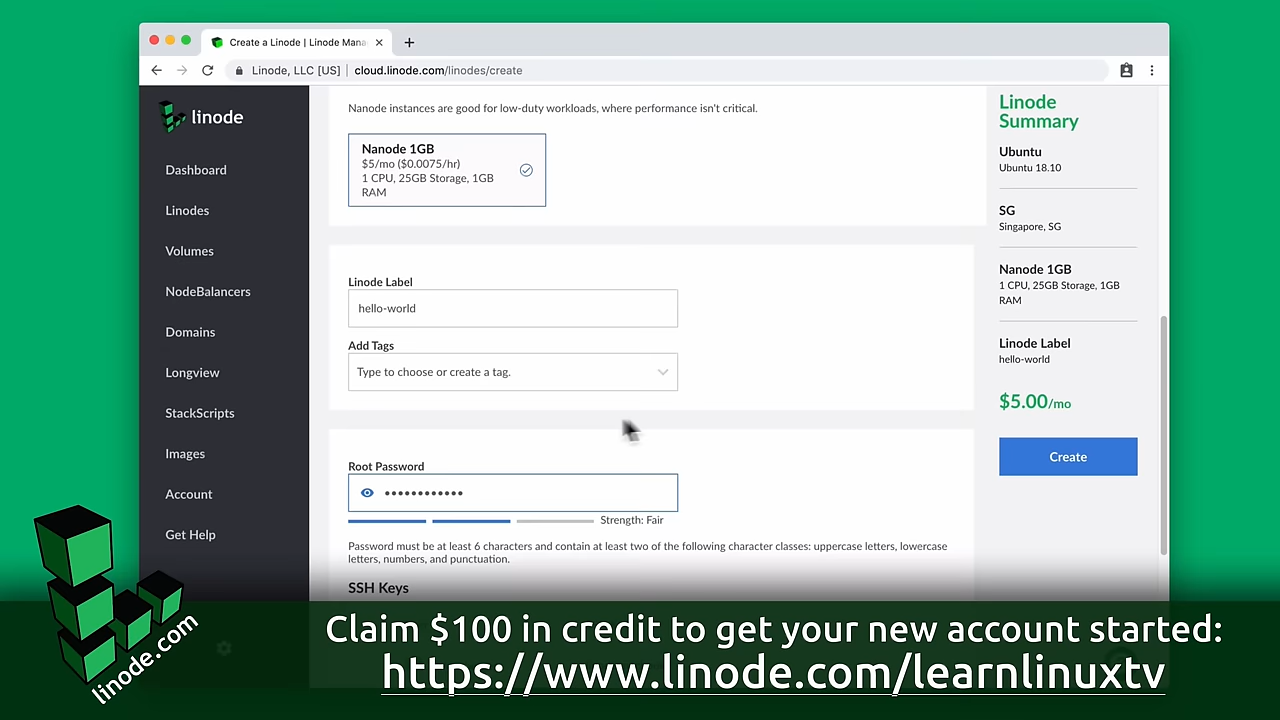 Create a Linode | Linode Mana
Linode, LLC [US] | cloud.linode.com/linodes/create
linode
Dashboard
Linodes
Volumes
NodeBalancers
Domains
Longview
StackScripts
Images
Account
Get Help
Nanode instances are good for low-duty workloads, where performance isn't critical.
Nanode 1GB
$5/mo ($0.0075/hr)
1 CPU, 25GB Storage, 1GB
RAM
Linode Label
hello-world
Add Tags
Type to choose or create a tag.
Root Password
••••••••••••
Strength: Fair
Password must be at least 6 characters and contain at least two of the following character classes: uppercase letters, lowercase
letters, numbers, and punctuation.
SSH Keys
Linode
Summary
Ubuntu
Ubuntu 18.10
SG
Singapore, SG
Nanode 1GB
1 CPU, 25GB Storage, 1GB
RAM
Linode Label
hello-world
$5.00/mo
Create
linode.com
Claim $100 in credit to get your new account started:
https://www.linode.com/learnlinuxtv